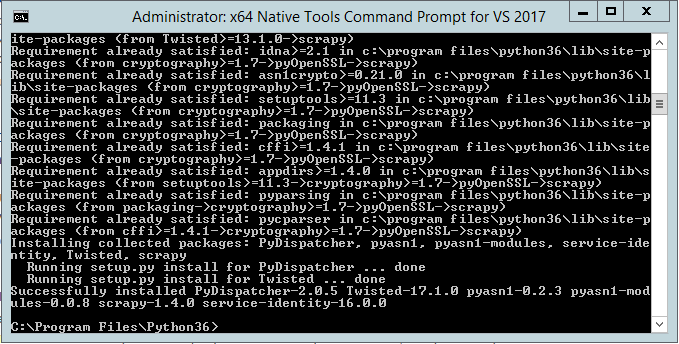 Administrator: x64 Native Tools Command Prompt for VS 2017
ite-packages (from Twisted>=13.1.0->scrapy)
Requirement already satisfied: idna>=2.1 in c:\program files\python36\lib\site-p
ackages (from cryptography>=1.7->pyOpenSSL->scrapy)
Requirement already satisfied: asn1crypto>=0.21.0 in c:\program files\python36\l
ib\site-packages (from cryptography>=1.7->pyOpenSSL->scrapy)
Requirement already satisfied: setuptools>=11.3 in c:\program files\python36\lib
\site-packages (from cryptography>=1.7->pyOpenSSL->scrapy)
Requirement already satisfied: packaging in c:\program files\python36\lib\site-p
ackages (from cryptography>=1.7->pyOpenSSL->scrapy)
Requirement already satisfied: cffi>=1.4.1 in c:\program files\python36\lib\site
-packages (from cryptography>=1.7->pyOpenSSL->scrapy)
Requirement already satisfied: appdirs>=1.4.0 in c:\program files\python36\lib\s
ite-packages (from setuptools>=11.3->cryptography>=1.7->pyOpenSSL->scrapy)
Requirement already satisfied: pyparsing in c:\program files\python36\lib\site-p
ackages (from packaging->cryptography>=1.7->pyOpenSSL->scrapy)
Requirement already satisfied: pycparser in c:\program files\python36\lib\site-p
ackages (from cffi>=1.4.1->cryptography>=1.7->pyOpenSSL->scrapy)
Installing collected packages: PyDispatcher, pyasn1, pyasn1-modules, service-ide
ntity, Twisted, scrapy
  Running setup.py install for PyDispatcher ... done
  Running setup.py install for Twisted ... done
Successfully installed PyDispatcher-2.0.5 Twisted-17.1.0 pyasn1-0.2.3 pyasn1-mod
ules-0.0.8 scrapy-1.4.0 service-identity-16.0.0
C:\Program Files\Python36>